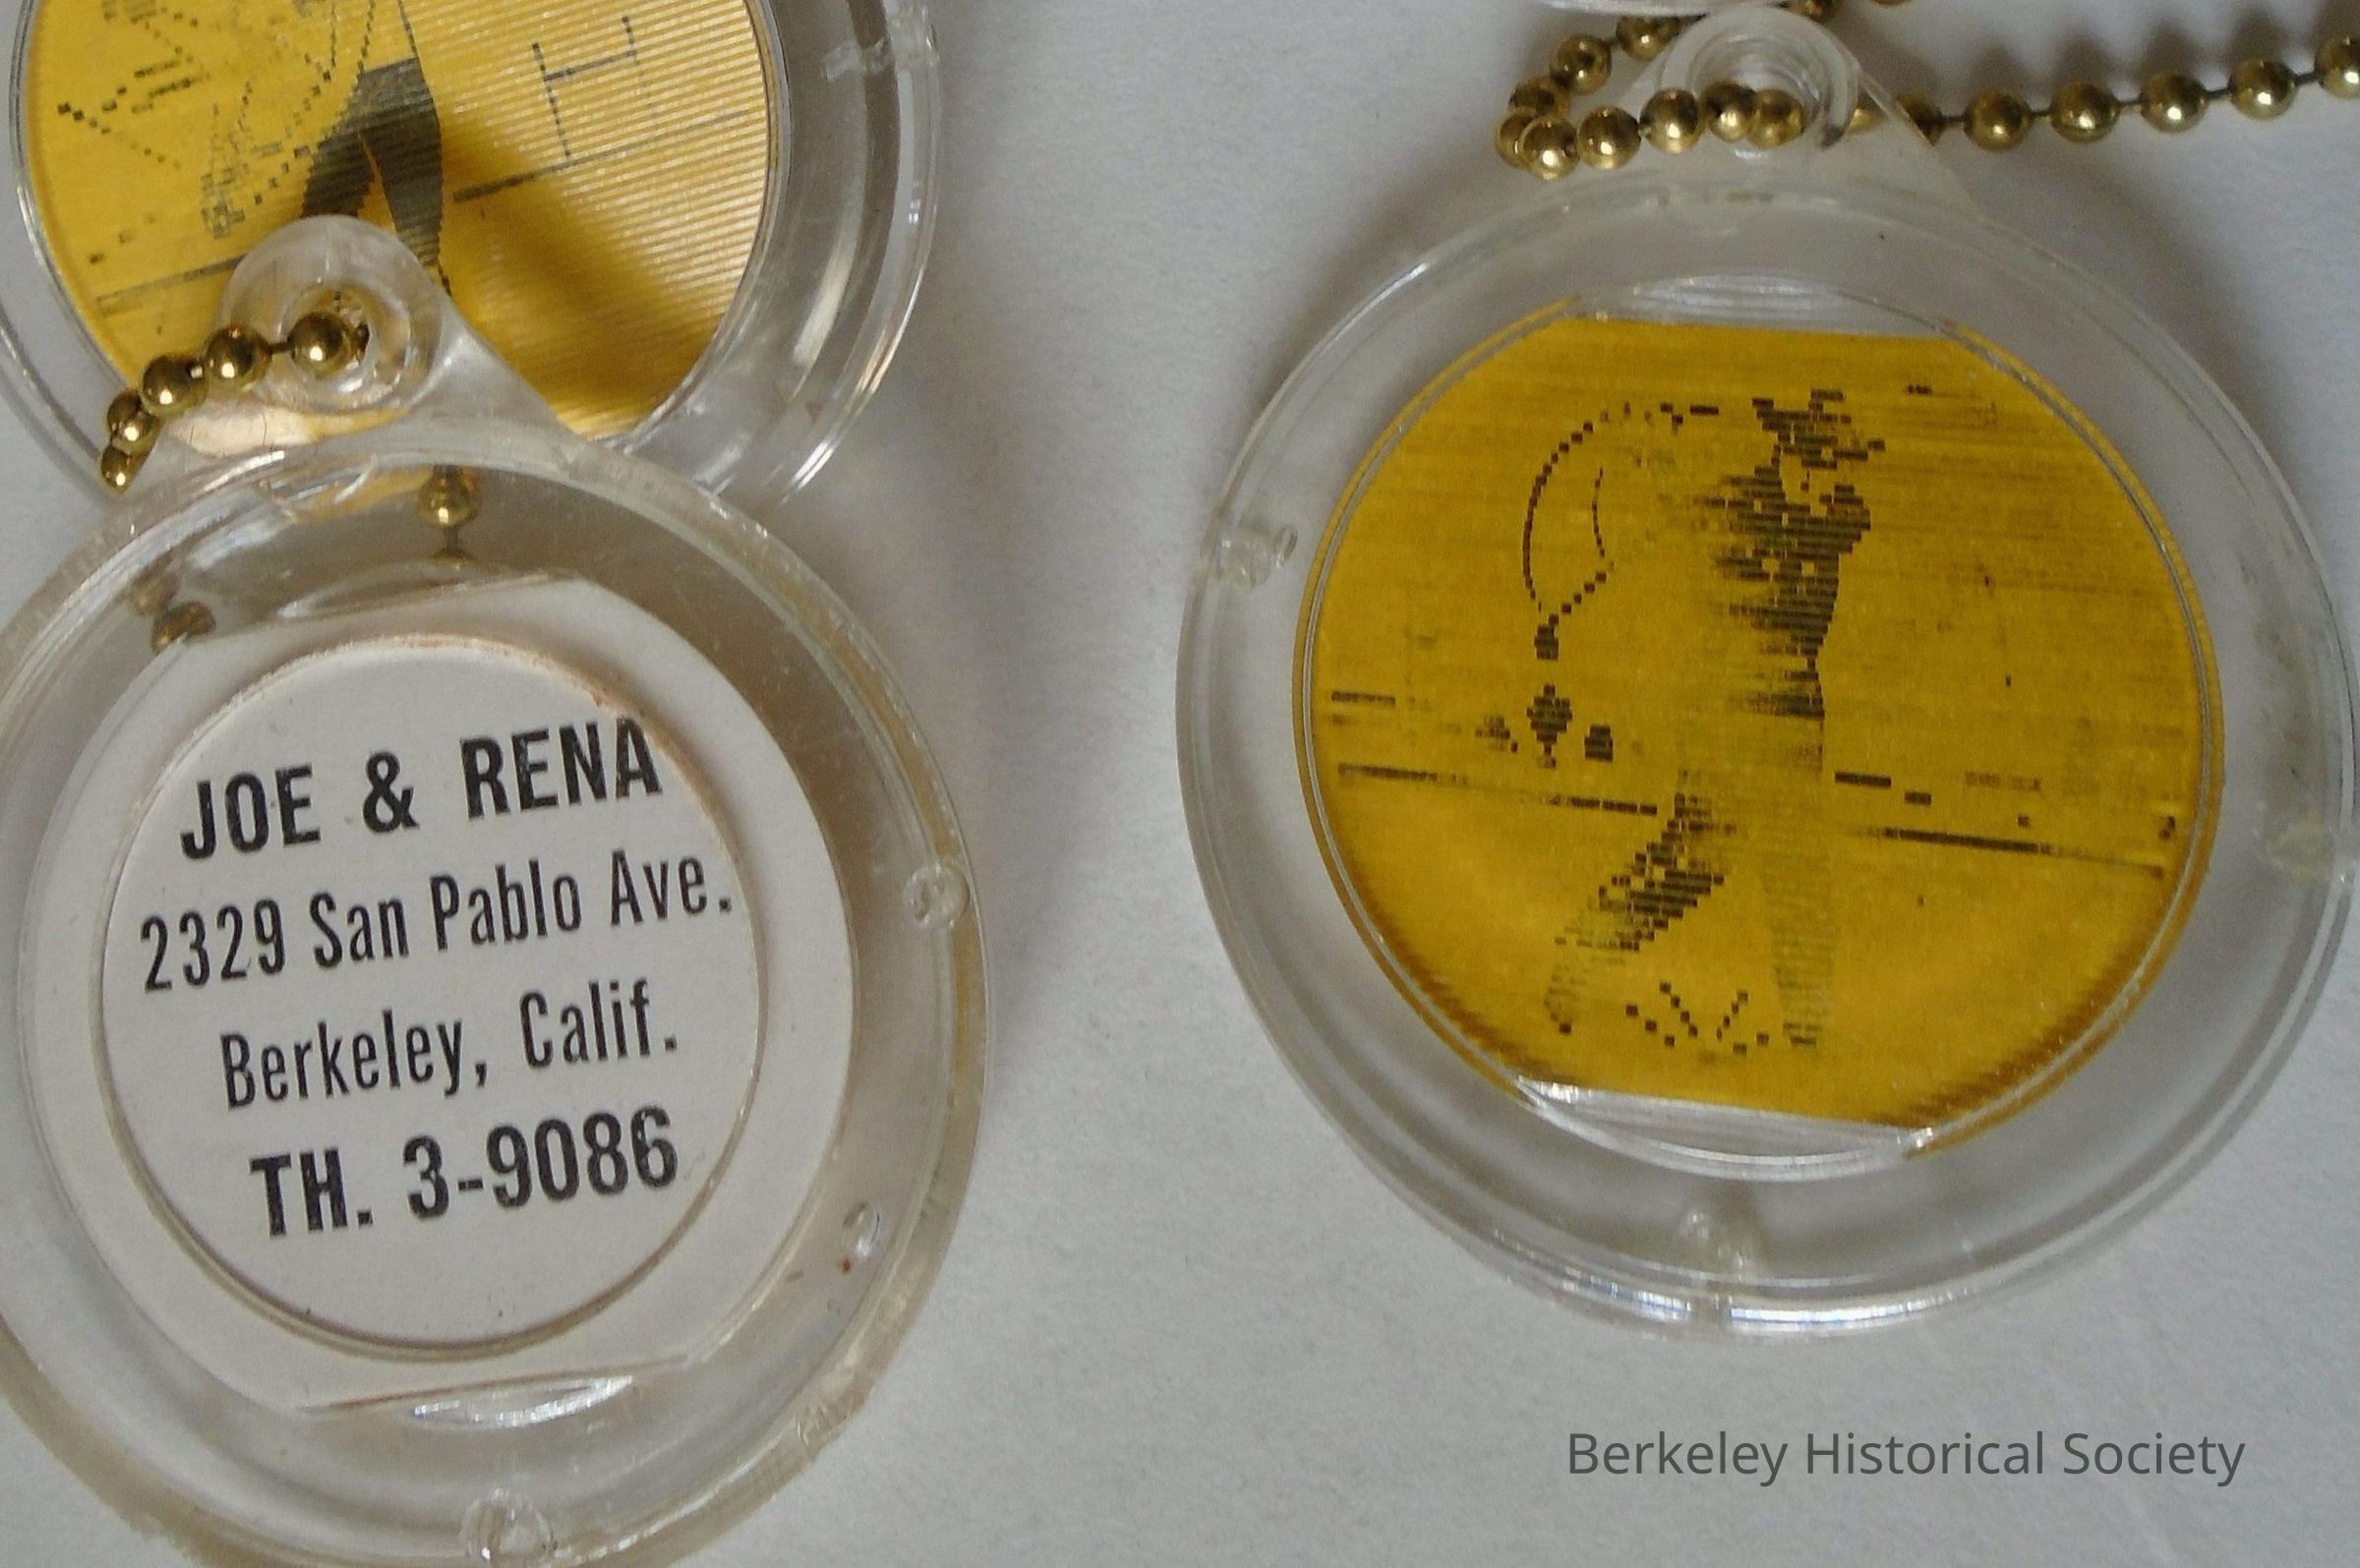 JOE & RENA
2329 San Pablo Ave.
Berkeley, Calif.
TH. 3-9086
Berkeley Historical Society